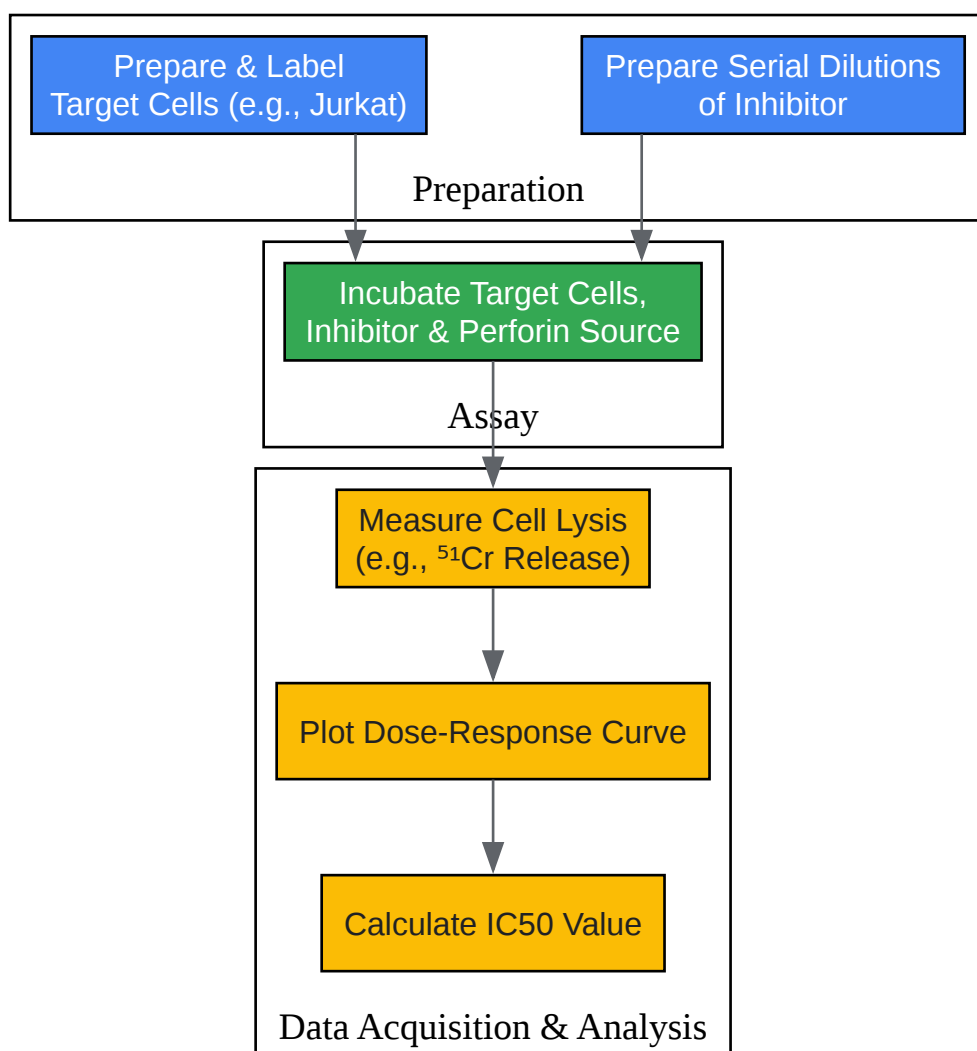 Prepare & Label
Target Cells (e.g., Jurkat)
Prepare Serial Dilutions
of Inhibitor
Preparation
Incubate Target Cells,
Inhibitor & Perforin Source
Assay
Measure Cell Lysis
(e.g., ⁵¹Cr Release)
Plot Dose-Response Curve
Calculate IC50 Value
Data Acquisition & Analysis